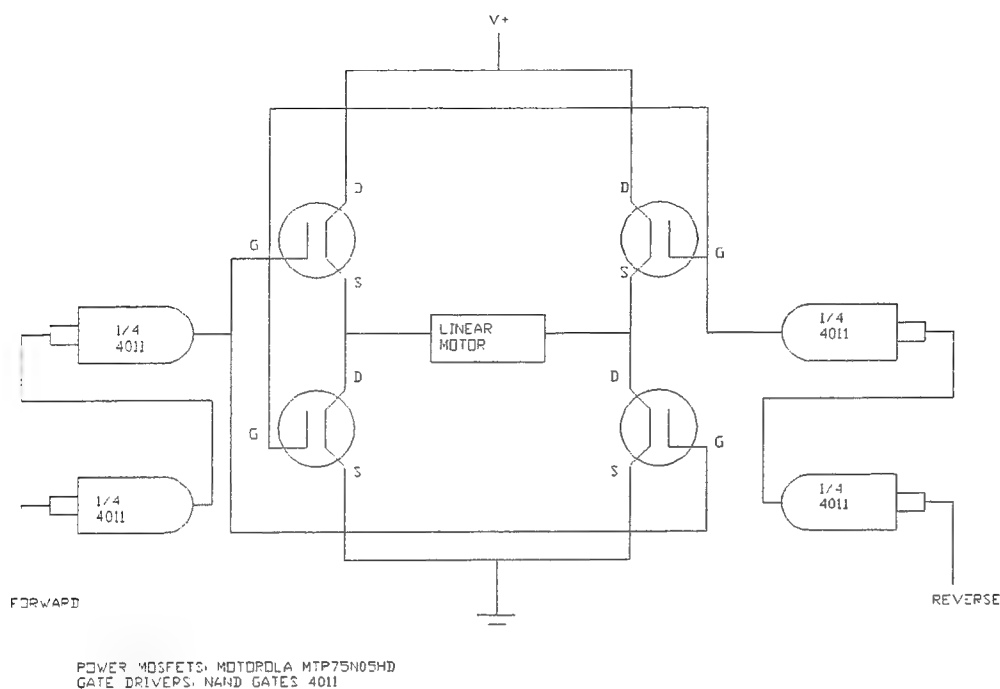 V+
D
D
G
G
S
S
1/4
4011
LINEAR
MOTOR
1/4
4011
D
D
G
G
S
S
1/4
4011
1/4
4011
FORWARD
REVERSE
POWER MOSFETS, MOTOROLA MTP75N05HD
GATE DRIVERS, NAND GATES 4011